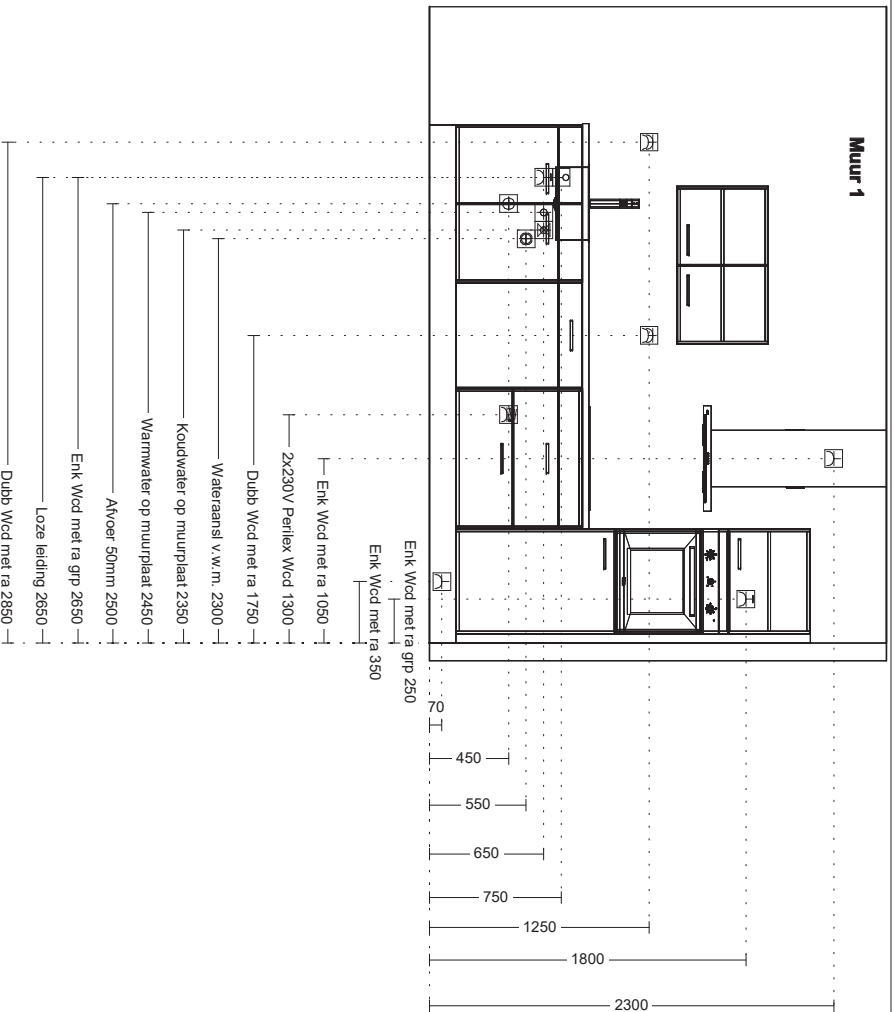 Muur 1
Enk Wcd met ra grp 250
Enk Wcd met ra 350
Enk Wcd met ra 1050
2x230V Perilex Wcd 1300
Dubb Wcd met ra 1750
Wateraansl v.w.m. 2300
Koudwater op muurplaat 2350
Warmwater op muurplaat 2450
Afvoer 50mm 2500
Enk Wcd met ra grp 2650
Loze leiding 2650
Dubb Wcd met ra 2850
70
450
550
650
750
1250
1800
2300